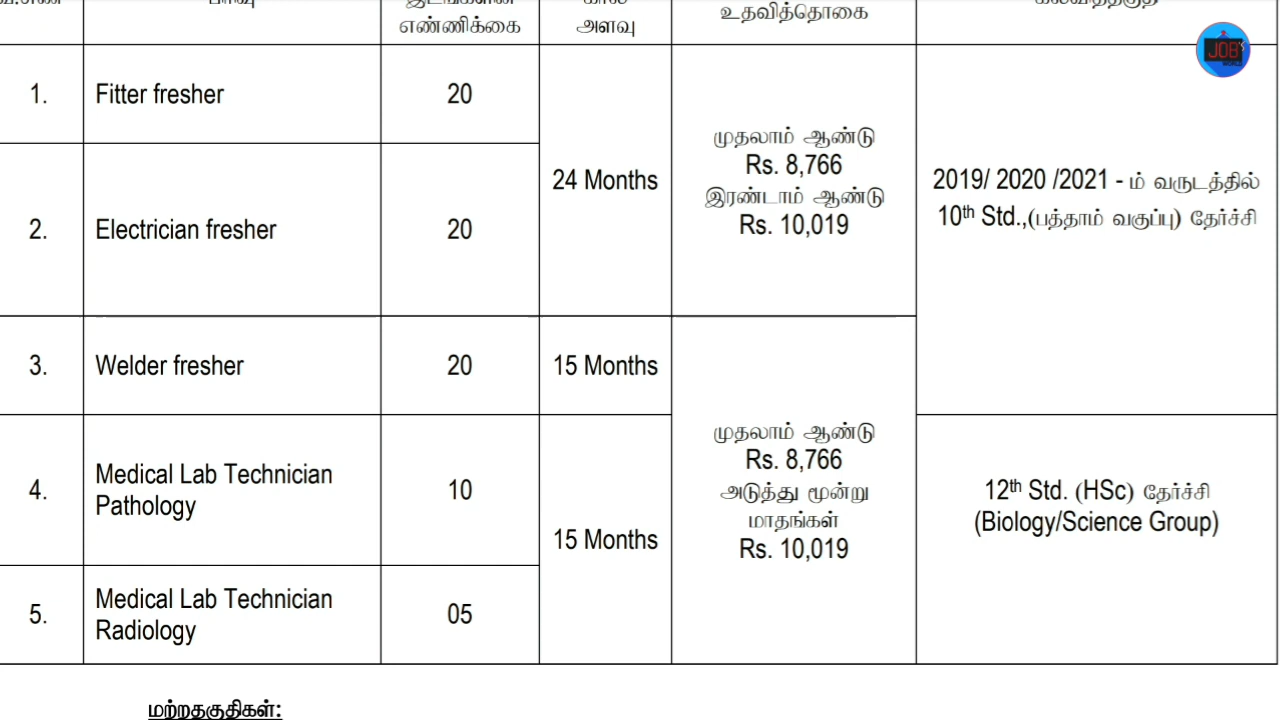 உதவித்தொகை
எண்ணிக்கை
அளவு
JOB'S
1.
Fitter fresher
20
24 Months
முதலாம் ஆண்டு
Rs. 8,766
இரண்டாம் ஆண்டு
Rs. 10,019
2019/ 2020 /2021 - ம் வருடத்தில்
10th Std.,(பத்தாம் வகுப்பு) தேர்ச்சி
2.
Electrician fresher
20
3.
Welder fresher
20
15 Months
முதலாம் ஆண்டு
Rs. 8,766
அடுத்து மூன்று
மாதங்கள்
Rs. 10,019
4.
Medical Lab Technician
Pathology
10
15 Months
12th Std. (HSc) தேர்ச்சி
(Biology/Science Group)
5.
Medical Lab Technician
Radiology
05
மற்றதகுதிகள்: